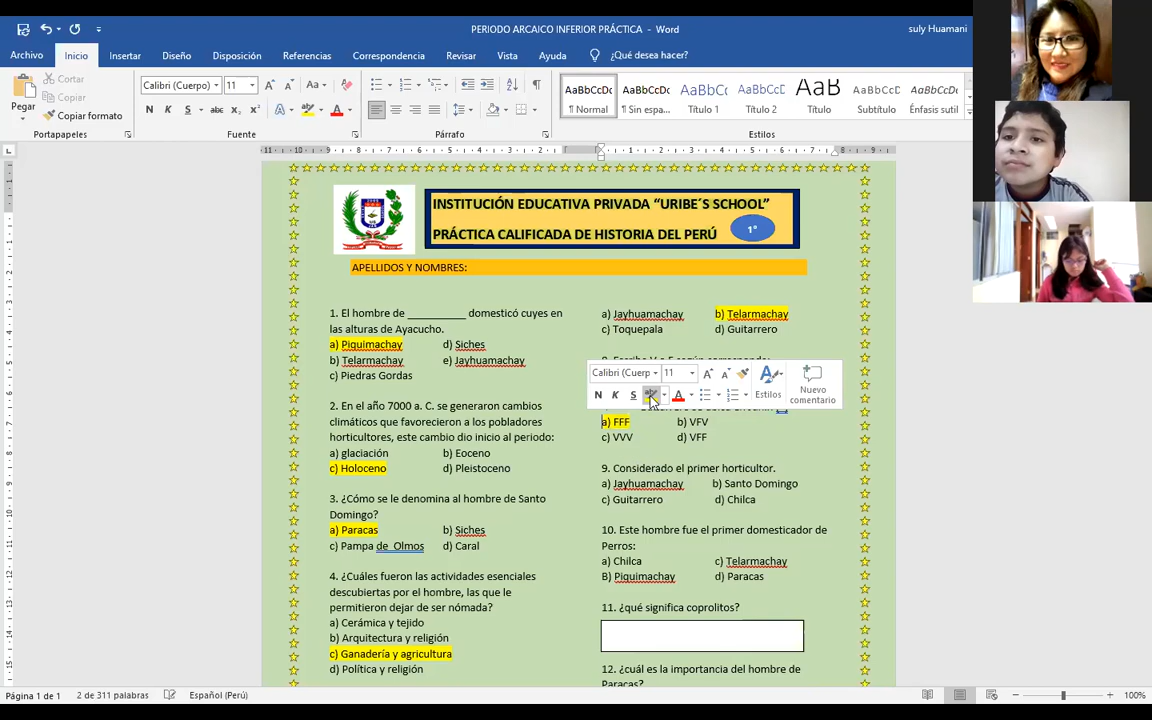 PERIODO ARCAICO INFERIOR PRÁCTICA - Word
suly Huamani
Archivo Inicio Insertar Diseño Disposición Referencias Correspondencia Revisar Vista Ayuda ¿Qué desea hacer?
Pegar
Cortar
Copiar
Copiar formato
Calibri (Cuerpo) 11
N K S abc x₂ x²
AaBbCcDc
¶ Normal
AaBbCcDc
¶ Sin espa...
AaBbCc
Título 1
AaBbCcC
Título 2
AaB
Título
AaBbCcD
Subtítulo
AaBbCcDc
Énfasis sutil
Portapapeles Fuente Párrafo Estilos
INSTITUCIÓN EDUCATIVA PRIVADA “URIBE´S SCHOOL”
PRÁCTICA CALIFICADA DE HISTORIA DEL PERÚ 1°
APELLIDOS Y NOMBRES:
1. El hombre de __________ domesticó cuyes en
las alturas de Ayacucho.
a) Piquimachay d) Siches
b) Telarmachay e) Jayhuamachay
c) Piedras Gordas
2. En el año 7000 a. C. se generaron cambios
climáticos que favorecieron a los pobladores
horticultores, este cambio dio inicio al periodo:
a) glaciación b) Eoceno
c) Holoceno d) Pleistoceno
3. ¿Cómo se le denomina al hombre de Santo
Domingo?
a) Paracas b) Siches
c) Pampa de Olmos d) Caral
4. ¿Cuáles fueron las actividades esenciales
descubiertas por el hombre, las que le
permitieron dejar de ser nómada?
a) Cerámica y tejido
b) Arquitectura y religión
c) Ganadería y agricultura
d) Política y religión
a) Jayhuamachay b) Telarmachay
c) Toquepala d) Guitarrero
Calibri (Cuerp 11
N K S
Estilos
Nuevo
comentario
a) FFF b) VFV
c) VVV d) VFF
9. Considerado el primer horticultor.
a) Jayhuamachay b) Santo Domingo
c) Guitarrero d) Chilca
10. Este hombre fue el primer domesticador de
Perros:
a) Chilca c) Telarmachay
B) Piquimachay d) Paracas
11. ¿qué significa coprolitos?
12. ¿cuál es la importancia del hombre de
Paracas?
Página 1 de 1 2 de 311 palabras Español (Perú) 100%